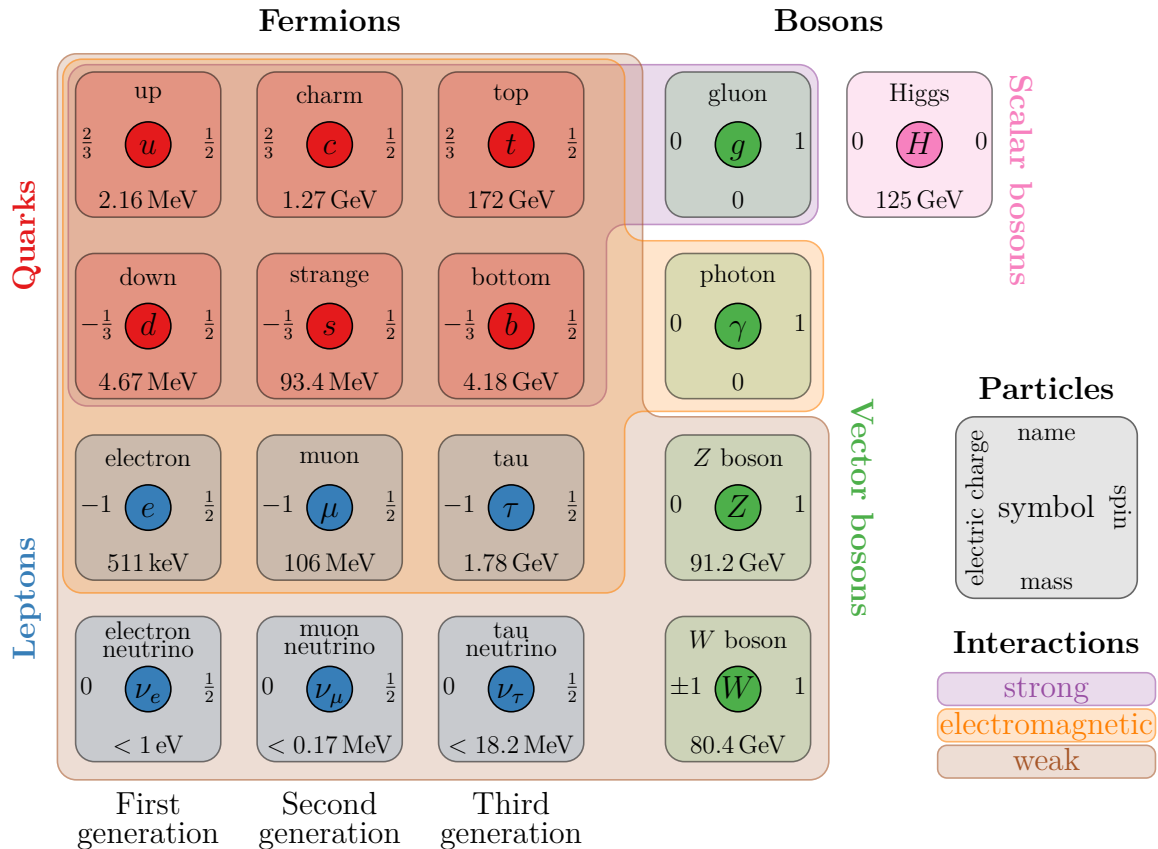 Fermions
Bosons
Quarks
Leptons
up
2/3 u 1/2
2.16 MeV
charm
2/3 c 1/2
1.27 GeV
top
2/3 t 1/2
172 GeV
gluon
0 g 1
0
Higgs
0 H 0
125 GeV
Scalar bosons
down
−1/3 d 1/2
4.67 MeV
strange
−1/3 s 1/2
93.4 MeV
bottom
−1/3 b 1/2
4.18 GeV
photon
0 γ 1
0
electron
−1 e 1/2
511 keV
muon
−1 μ 1/2
106 MeV
tau
−1 τ 1/2
1.78 GeV
Z boson
0 Z 1
91.2 GeV
Vector bosons
electron
neutrino
0 νe 1/2
< 1 eV
muon
neutrino
0 νμ 1/2
< 0.17 MeV
tau
neutrino
0 ντ 1/2
< 18.2 MeV
W boson
±1 W 1
80.4 GeV
First
generation
Second
generation
Third
generation
Particles
name
electric charge
symbol
spin
mass
Interactions
strong
electromagnetic
weak